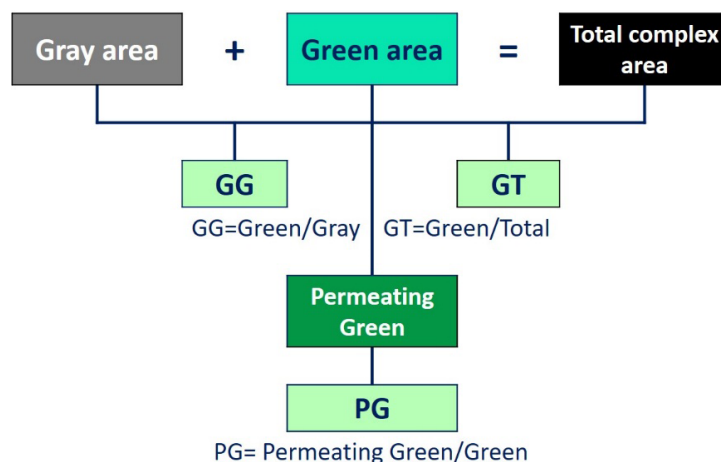 Gray area + Green area = Total complex
area
GG GT
GG=Green/Gray GT=Green/Total
Permeating
Green
PG
PG= Permeating Green/Green